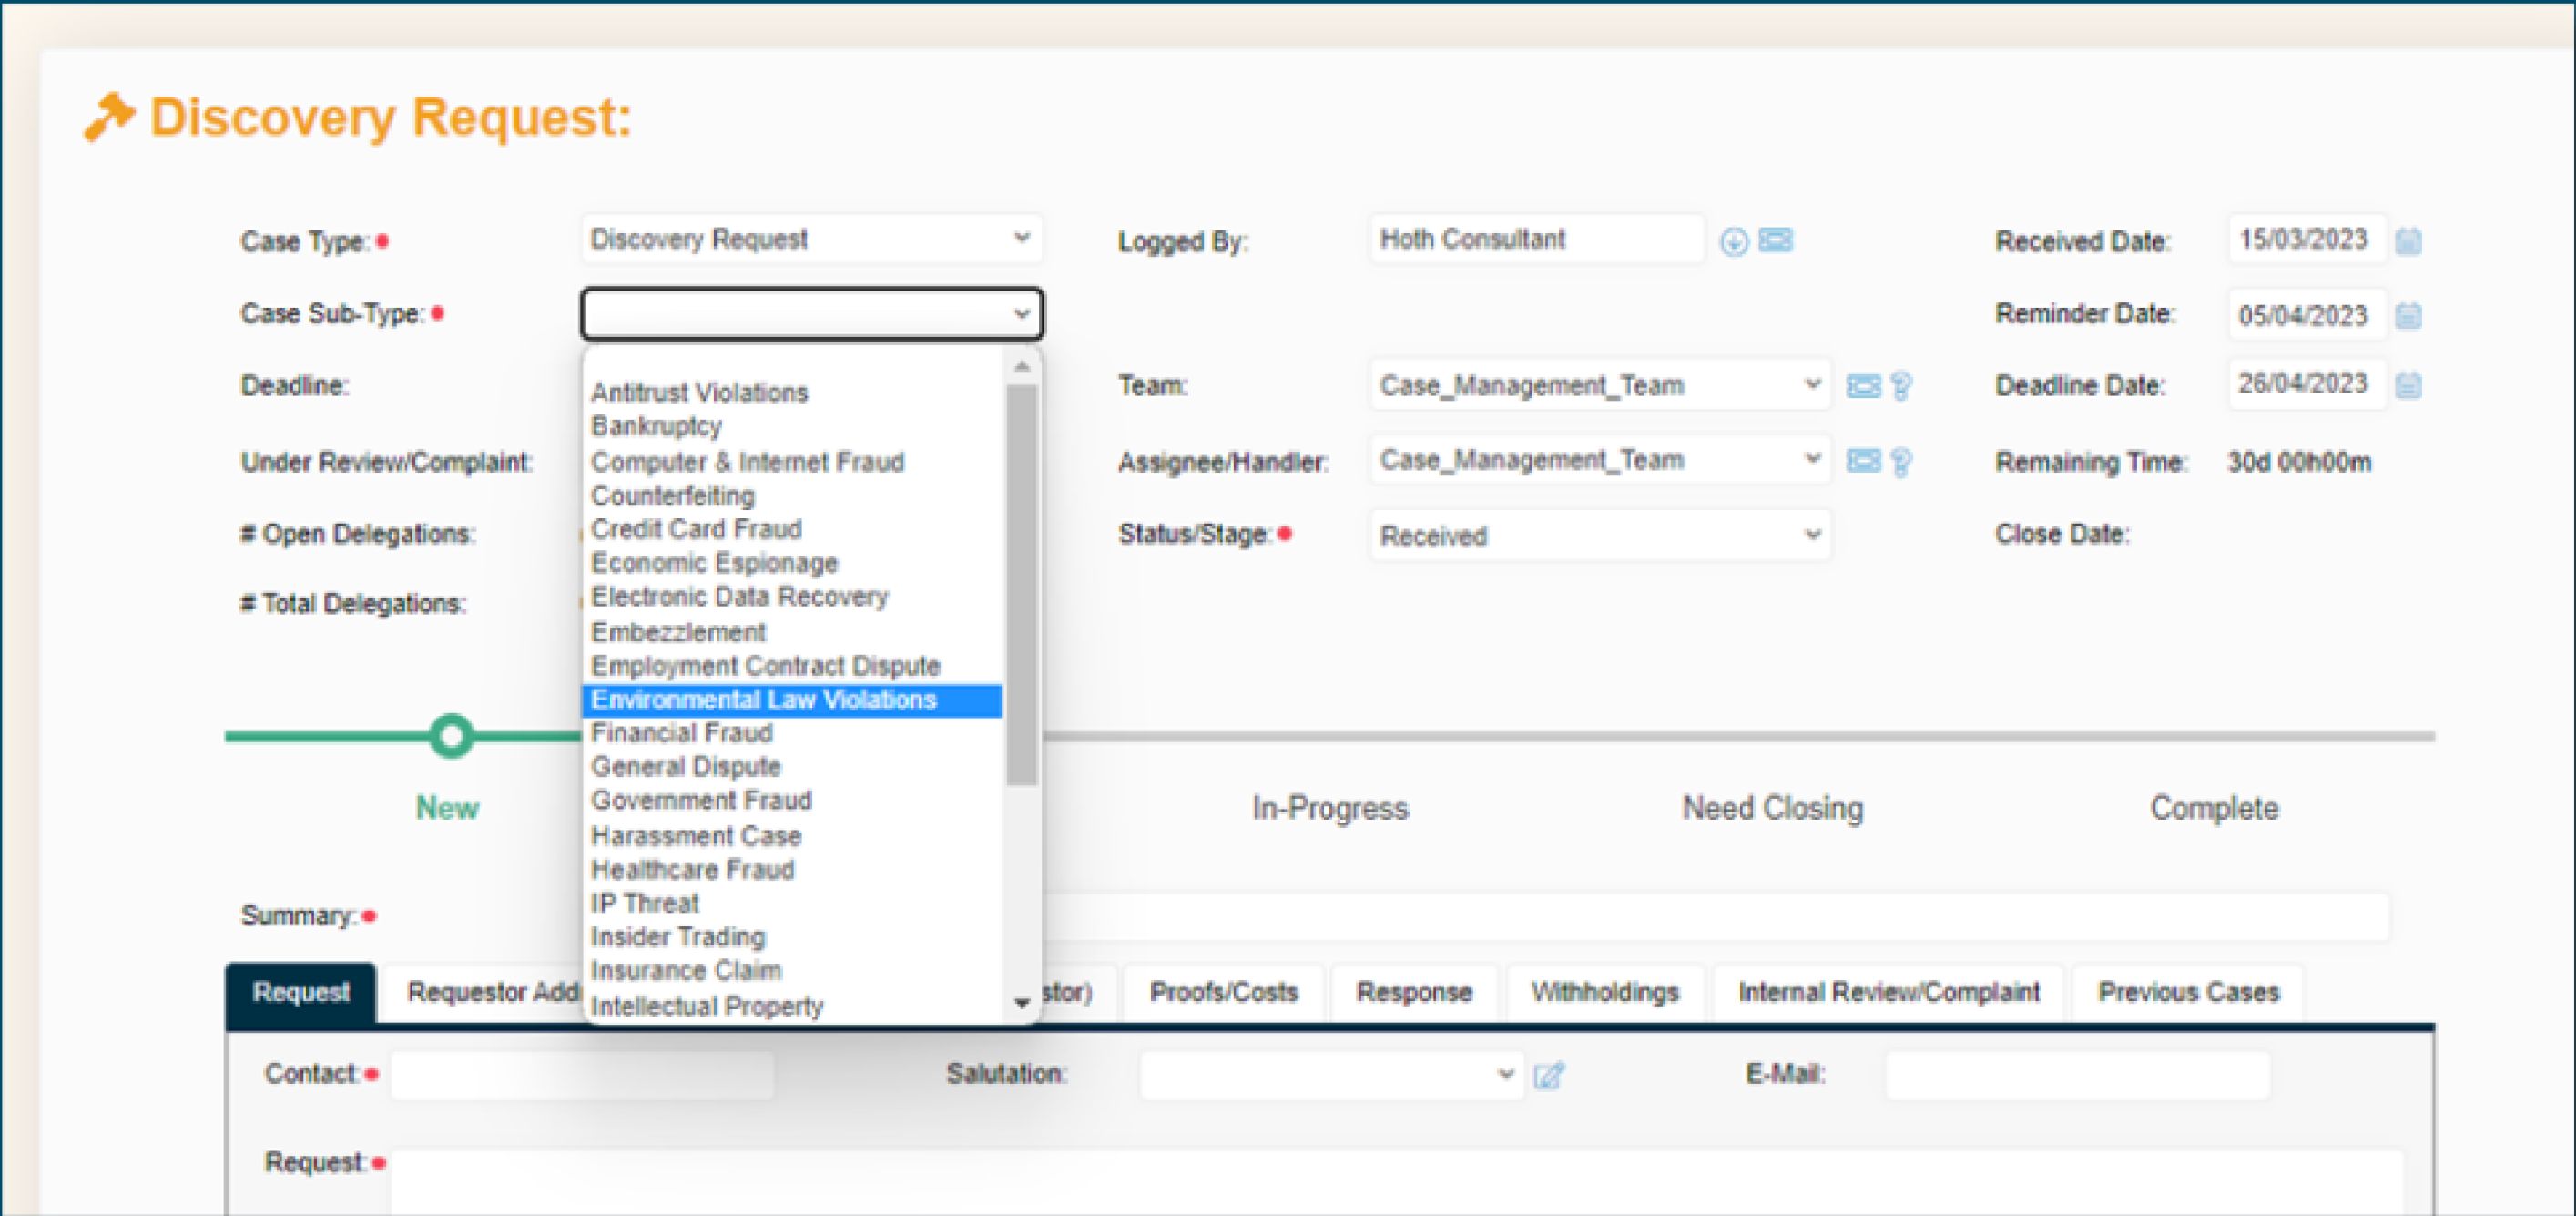 Discovery Request:
Case Type: Discovery Request Logged By: Hoth Consultant Received Date: 15/03/2023
Case Sub-Type: Reminder Date: 05/04/2023
Deadline: Team: Case_Management_Team Deadline Date: 26/04/2023
Under Review/Complaint: Assignee/Handler: Case_Management_Team Remaining Time: 30d 00h00m
# Open Delegations: Status/Stage: Received Close Date:
# Total Delegations:
Antitrust Violations
Bankruptcy
Computer & Internet Fraud
Counterfeiting
Credit Card Fraud
Economic Espionage
Electronic Data Recovery
Embezzlement
Employment Contract Dispute
Environmental Law Violations
Financial Fraud
General Dispute
Government Fraud
Harassment Case
Healthcare Fraud
IP Threat
Insider Trading
Insurance Claim
Intellectual Property
New In-Progress Need Closing Complete
Summary:
Request Requestor Add stor) Proofs/Costs Response Withholdings Internal Review/Complaint Previous Cases
Contact: Salutation: E-Mail:
Request: